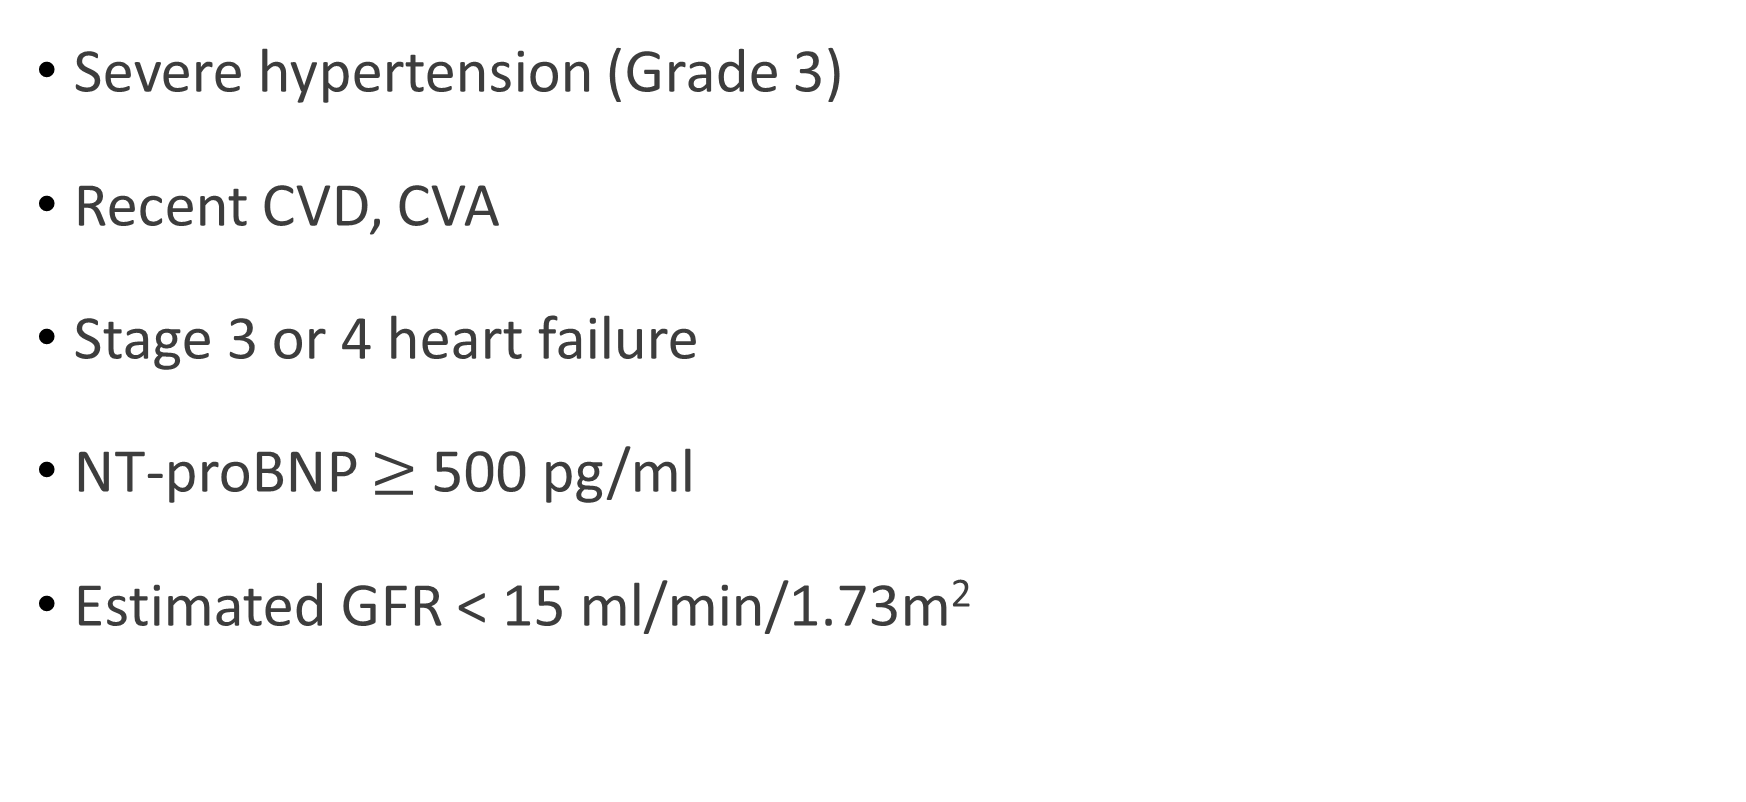 • Severe hypertension (Grade 3)
• Recent CVD, CVA
• Stage 3 or 4 heart failure
• NT-proBNP ≥ 500 pg/ml
• Estimated GFR < 15 ml/min/1.73m²